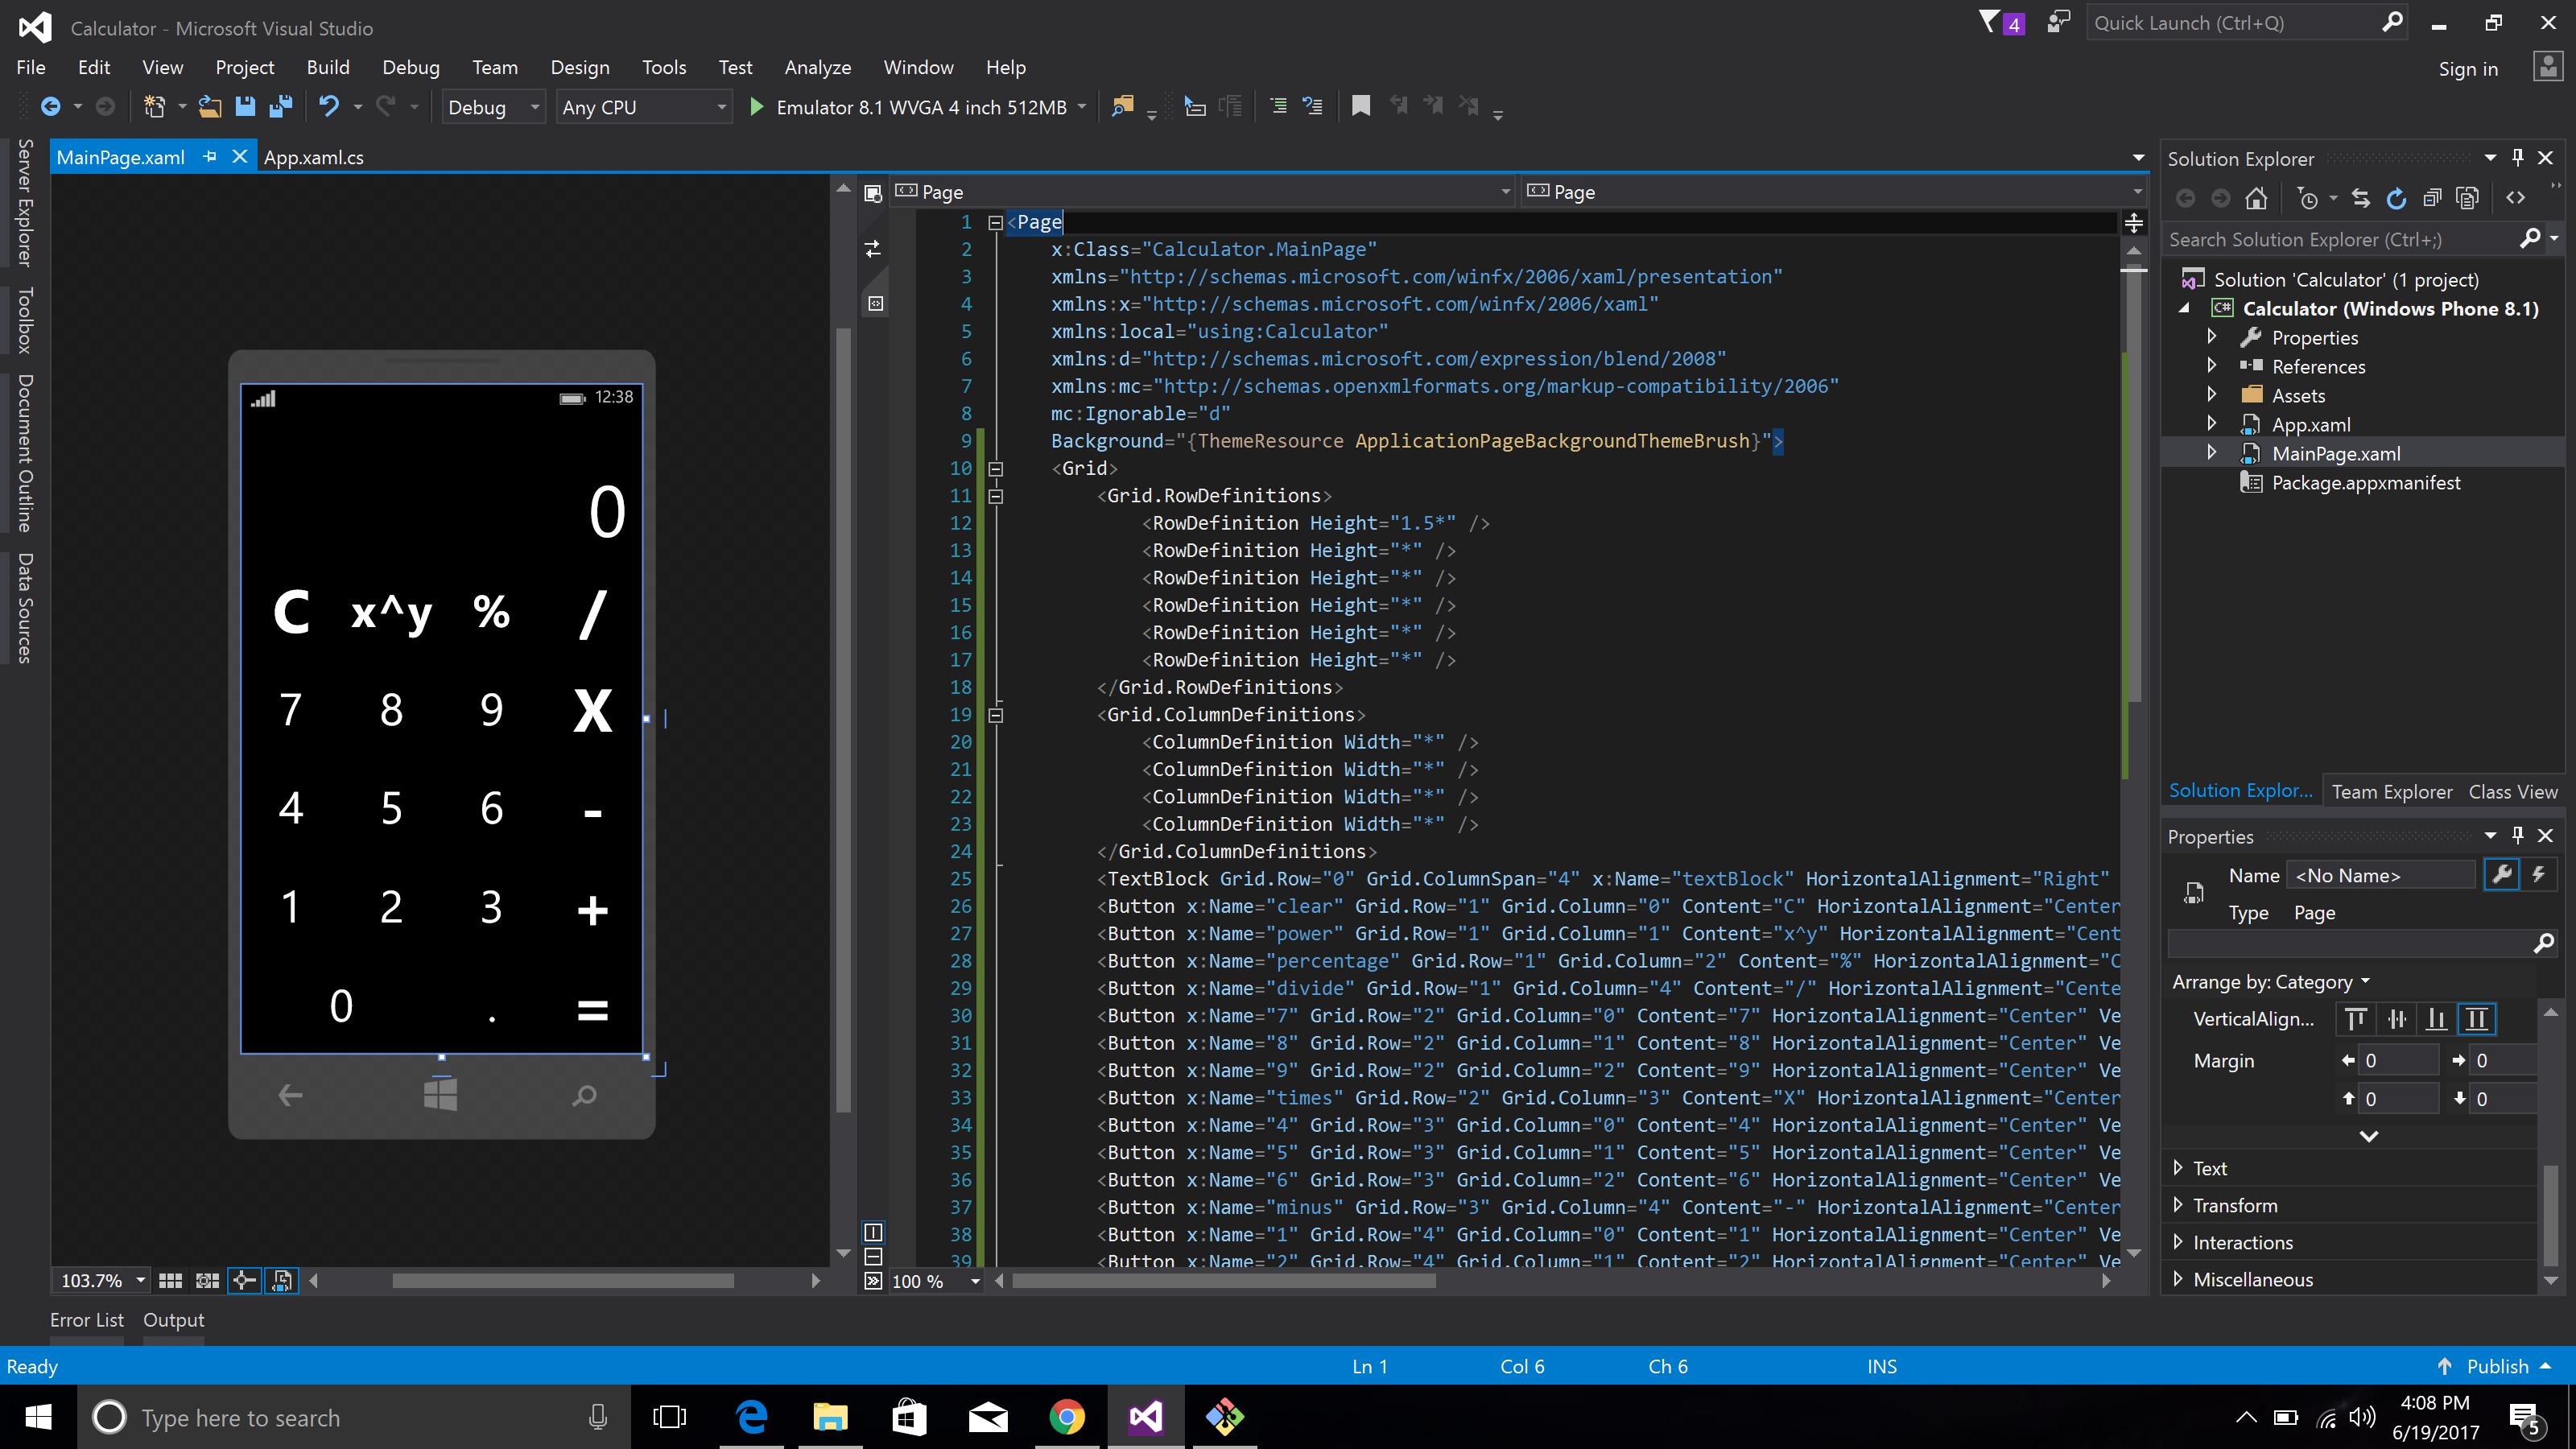 Calculator - Microsoft Visual Studio
4
Quick Launch (Ctrl+Q)
File Edit View Project Build Debug Team Design Tools Test Analyze Window Help
Sign in
Debug
Any CPU
Emulator 8.1 WVGA 4 inch 512MB
Server Explorer
Toolbox
Document Outline
Data Sources
MainPage.xaml
App.xaml.cs
12:38
0
C x^y % /
7 8 9 X
4 5 6 -
1 2 3 +
0 . =
103.7%
Page
Page
1 <Page
2 x:Class="Calculator.MainPage"
3 xmlns="http://schemas.microsoft.com/winfx/2006/xaml/presentation"
4 xmlns:x="http://schemas.microsoft.com/winfx/2006/xaml"
5 xmlns:local="using:Calculator"
6 xmlns:d="http://schemas.microsoft.com/expression/blend/2008"
7 xmlns:mc="http://schemas.openxmlformats.org/markup-compatibility/2006"
8 mc:Ignorable="d"
9 Background="{ThemeResource ApplicationPageBackgroundThemeBrush}">
10 <Grid>
11 <Grid.RowDefinitions>
12 <RowDefinition Height="1.5*" />
13 <RowDefinition Height="*" />
14 <RowDefinition Height="*" />
15 <RowDefinition Height="*" />
16 <RowDefinition Height="*" />
17 <RowDefinition Height="*" />
18 </Grid.RowDefinitions>
19 <Grid.ColumnDefinitions>
20 <ColumnDefinition Width="*" />
21 <ColumnDefinition Width="*" />
22 <ColumnDefinition Width="*" />
23 <ColumnDefinition Width="*" />
24 </Grid.ColumnDefinitions>
25 <TextBlock Grid.Row="0" Grid.ColumnSpan="4" x:Name="textBlock" HorizontalAlignment="Right"
26 <Button x:Name="clear" Grid.Row="1" Grid.Column="0" Content="C" HorizontalAlignment="Center
27 <Button x:Name="power" Grid.Row="1" Grid.Column="1" Content="x^y" HorizontalAlignment="Cent
28 <Button x:Name="percentage" Grid.Row="1" Grid.Column="2" Content="%" HorizontalAlignment="C
29 <Button x:Name="divide" Grid.Row="1" Grid.Column="4" Content="/" HorizontalAlignment="Cente
30 <Button x:Name="7" Grid.Row="2" Grid.Column="0" Content="7" HorizontalAlignment="Center" Ve
31 <Button x:Name="8" Grid.Row="2" Grid.Column="1" Content="8" HorizontalAlignment="Center" Ve
32 <Button x:Name="9" Grid.Row="2" Grid.Column="2" Content="9" HorizontalAlignment="Center" Ve
33 <Button x:Name="times" Grid.Row="2" Grid.Column="3" Content="X" HorizontalAlignment="Center
34 <Button x:Name="4" Grid.Row="3" Grid.Column="0" Content="4" HorizontalAlignment="Center" Ve
35 <Button x:Name="5" Grid.Row="3" Grid.Column="1" Content="5" HorizontalAlignment="Center" Ve
36 <Button x:Name="6" Grid.Row="3" Grid.Column="2" Content="6" HorizontalAlignment="Center" Ve
37 <Button x:Name="minus" Grid.Row="3" Grid.Column="4" Content="-" HorizontalAlignment="Center
38 <Button x:Name="1" Grid.Row="4" Grid.Column="0" Content="1" HorizontalAlignment="Center" Ve
39 <Button x:Name="2" Grid.Row="4" Grid.Column="1" Content="2" HorizontalAlignment="Center" Ve
100 %
Solution Explorer
Search Solution Explorer (Ctrl+;)
Solution 'Calculator' (1 project)
C# Calculator (Windows Phone 8.1)
Properties
References
Assets
App.xaml
MainPage.xaml
Package.appxmanifest
Solution Explor... Team Explorer Class View
Properties
Name <No Name>
Type Page
Arrange by: Category
VerticalAlign...
Margin 0 0
0 0
Text
Transform
Interactions
Miscellaneous
Error List Output
Ready
Ln 1
Col 6
Ch 6
INS
Publish
Type here to search
4:08 PM
6/19/2017
5